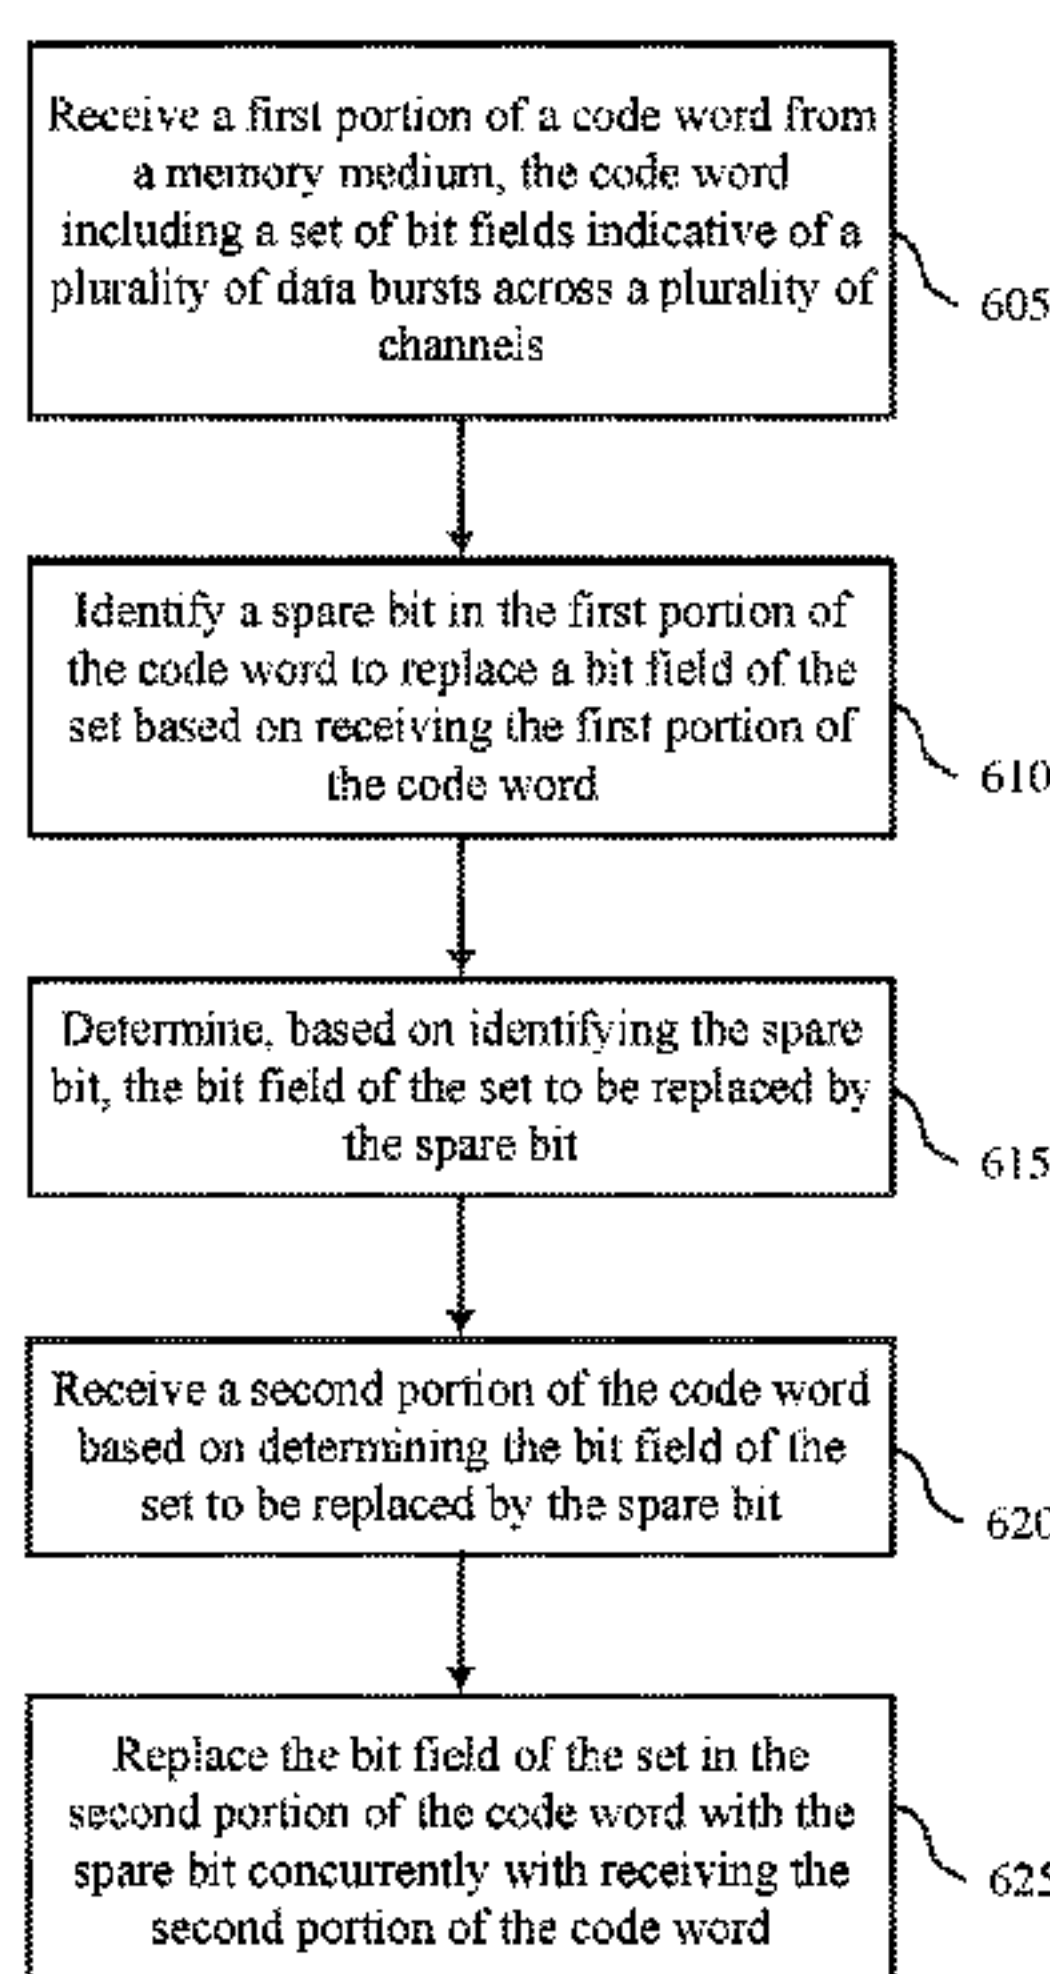 Receive a first portion of a code word from
a memory medium, the code word
including a set of bit fields indicative of a
plurality of data bursts across a plurality of
channels
605
Identify a spare bit in the first portion of
the code word to replace a bit field of the
set based on receiving the first portion of
the code word
610
Determine, based on identifying the spare
bit, the bit field of the set to be replaced by
the spare bit
615
Receive a second portion of the code word
based on determining the bit field of the
set to be replaced by the spare bit
620
Replace the bit field of the set in the
second portion of the code word with the
spare bit concurrently with receiving the
second portion of the code word
625